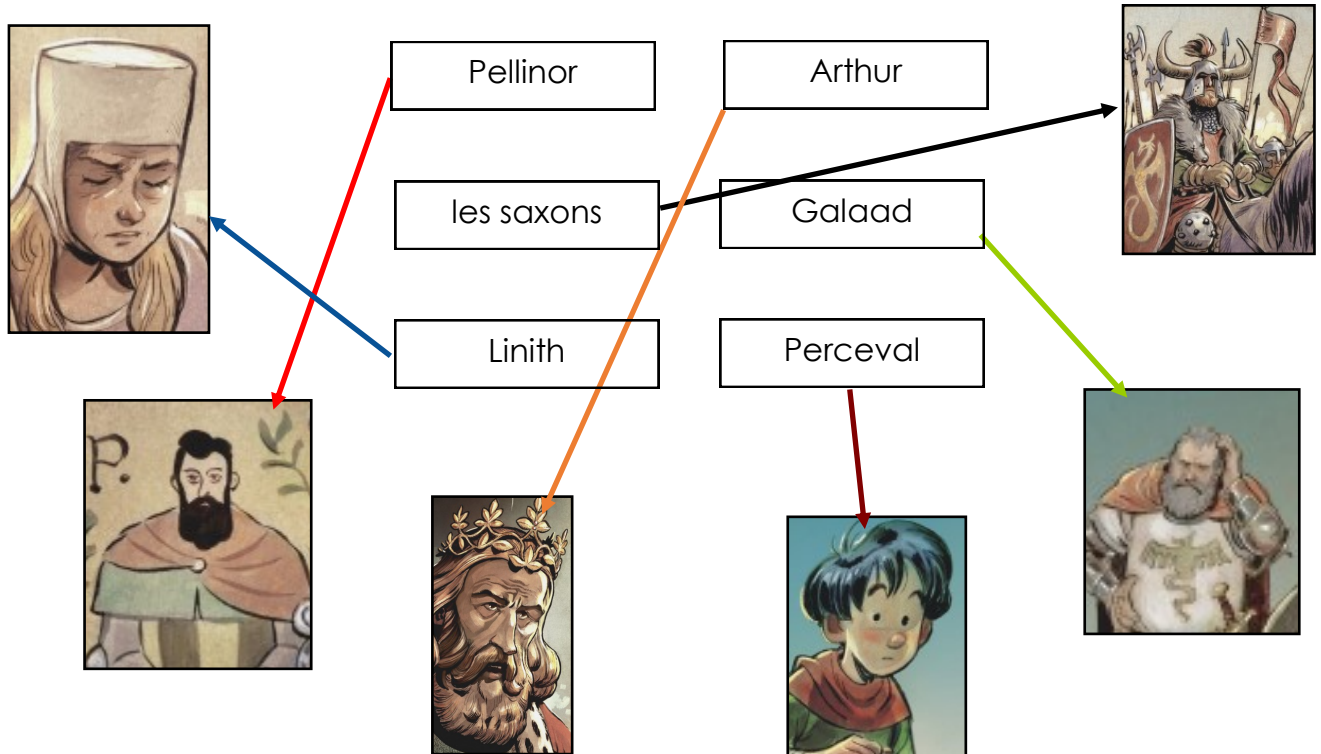 Pellinor
Arthur
les saxons
Galaad
Linith
Perceval
P.